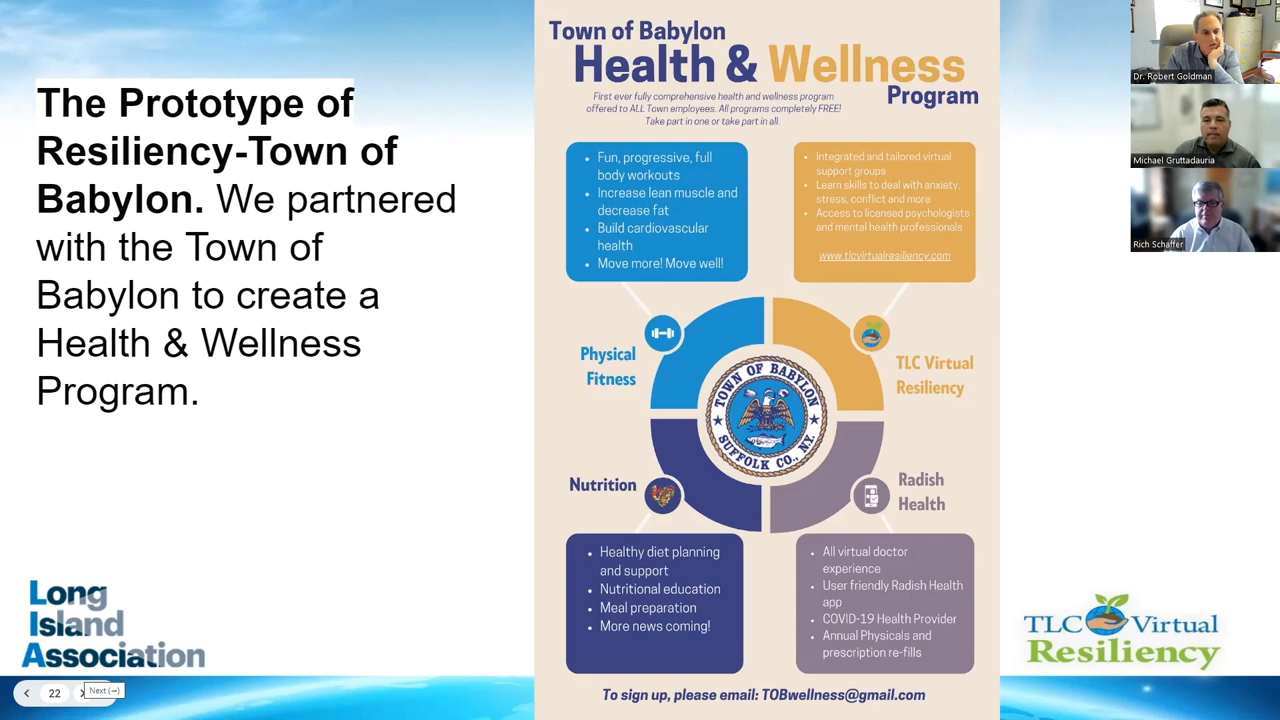 The Prototype of
Resiliency-Town of
Babylon. We partnered
with the Town of
Babylon to create a
Health & Wellness
Program.
Long
Island
Association
22
Next (→)
Town of Babylon
Health & Wellness
Program
First ever fully comprehensive health and wellness program
offered to ALL Town employees. All programs completely FREE!
Take part in one or take part in all.
• Fun, progressive, full
body workouts
• Increase lean muscle and
decrease fat
• Build cardiovascular
health
• Move more! Move well!
• Integrated and tailored virtual
support groups
• Learn skills to deal with anxiety,
stress, conflict and more
• Access to licensed psychologists
and mental health professionals
www.tlcvirtualresiliency.com
Physical
Fitness
TLC Virtual
Resiliency
TOWN OF BABYLON
SUFFOLK CO., N.Y.
Nutrition
Radish
Health
• Healthy diet planning
and support
• Nutritional education
• Meal preparation
• More news coming!
• All virtual doctor
experience
• User friendly Radish Health
app
• COVID-19 Health Provider
• Annual Physicals and
prescription re-fills
To sign up, please email: TOBwellness@gmail.com
Dr. Robert Goldman
Michael Gruttadauria
Rich Schaffer
TLC Virtual
Resiliency